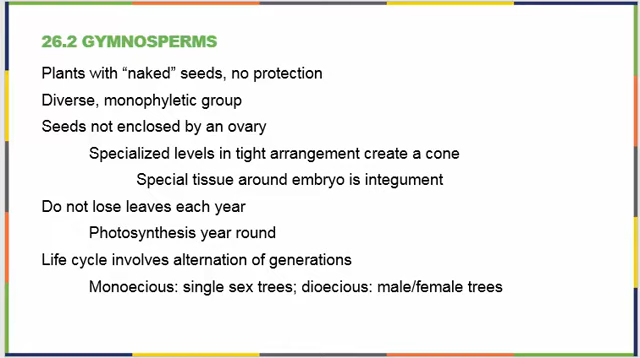 26.2 GYMNOSPERMS
Plants with “naked” seeds, no protection
Diverse, monophyletic group
Seeds not enclosed by an ovary
Specialized levels in tight arrangement create a cone
Special tissue around embryo is integument
Do not lose leaves each year
Photosynthesis year round
Life cycle involves alternation of generations
Monoecious: single sex trees; dioecious: male/female trees